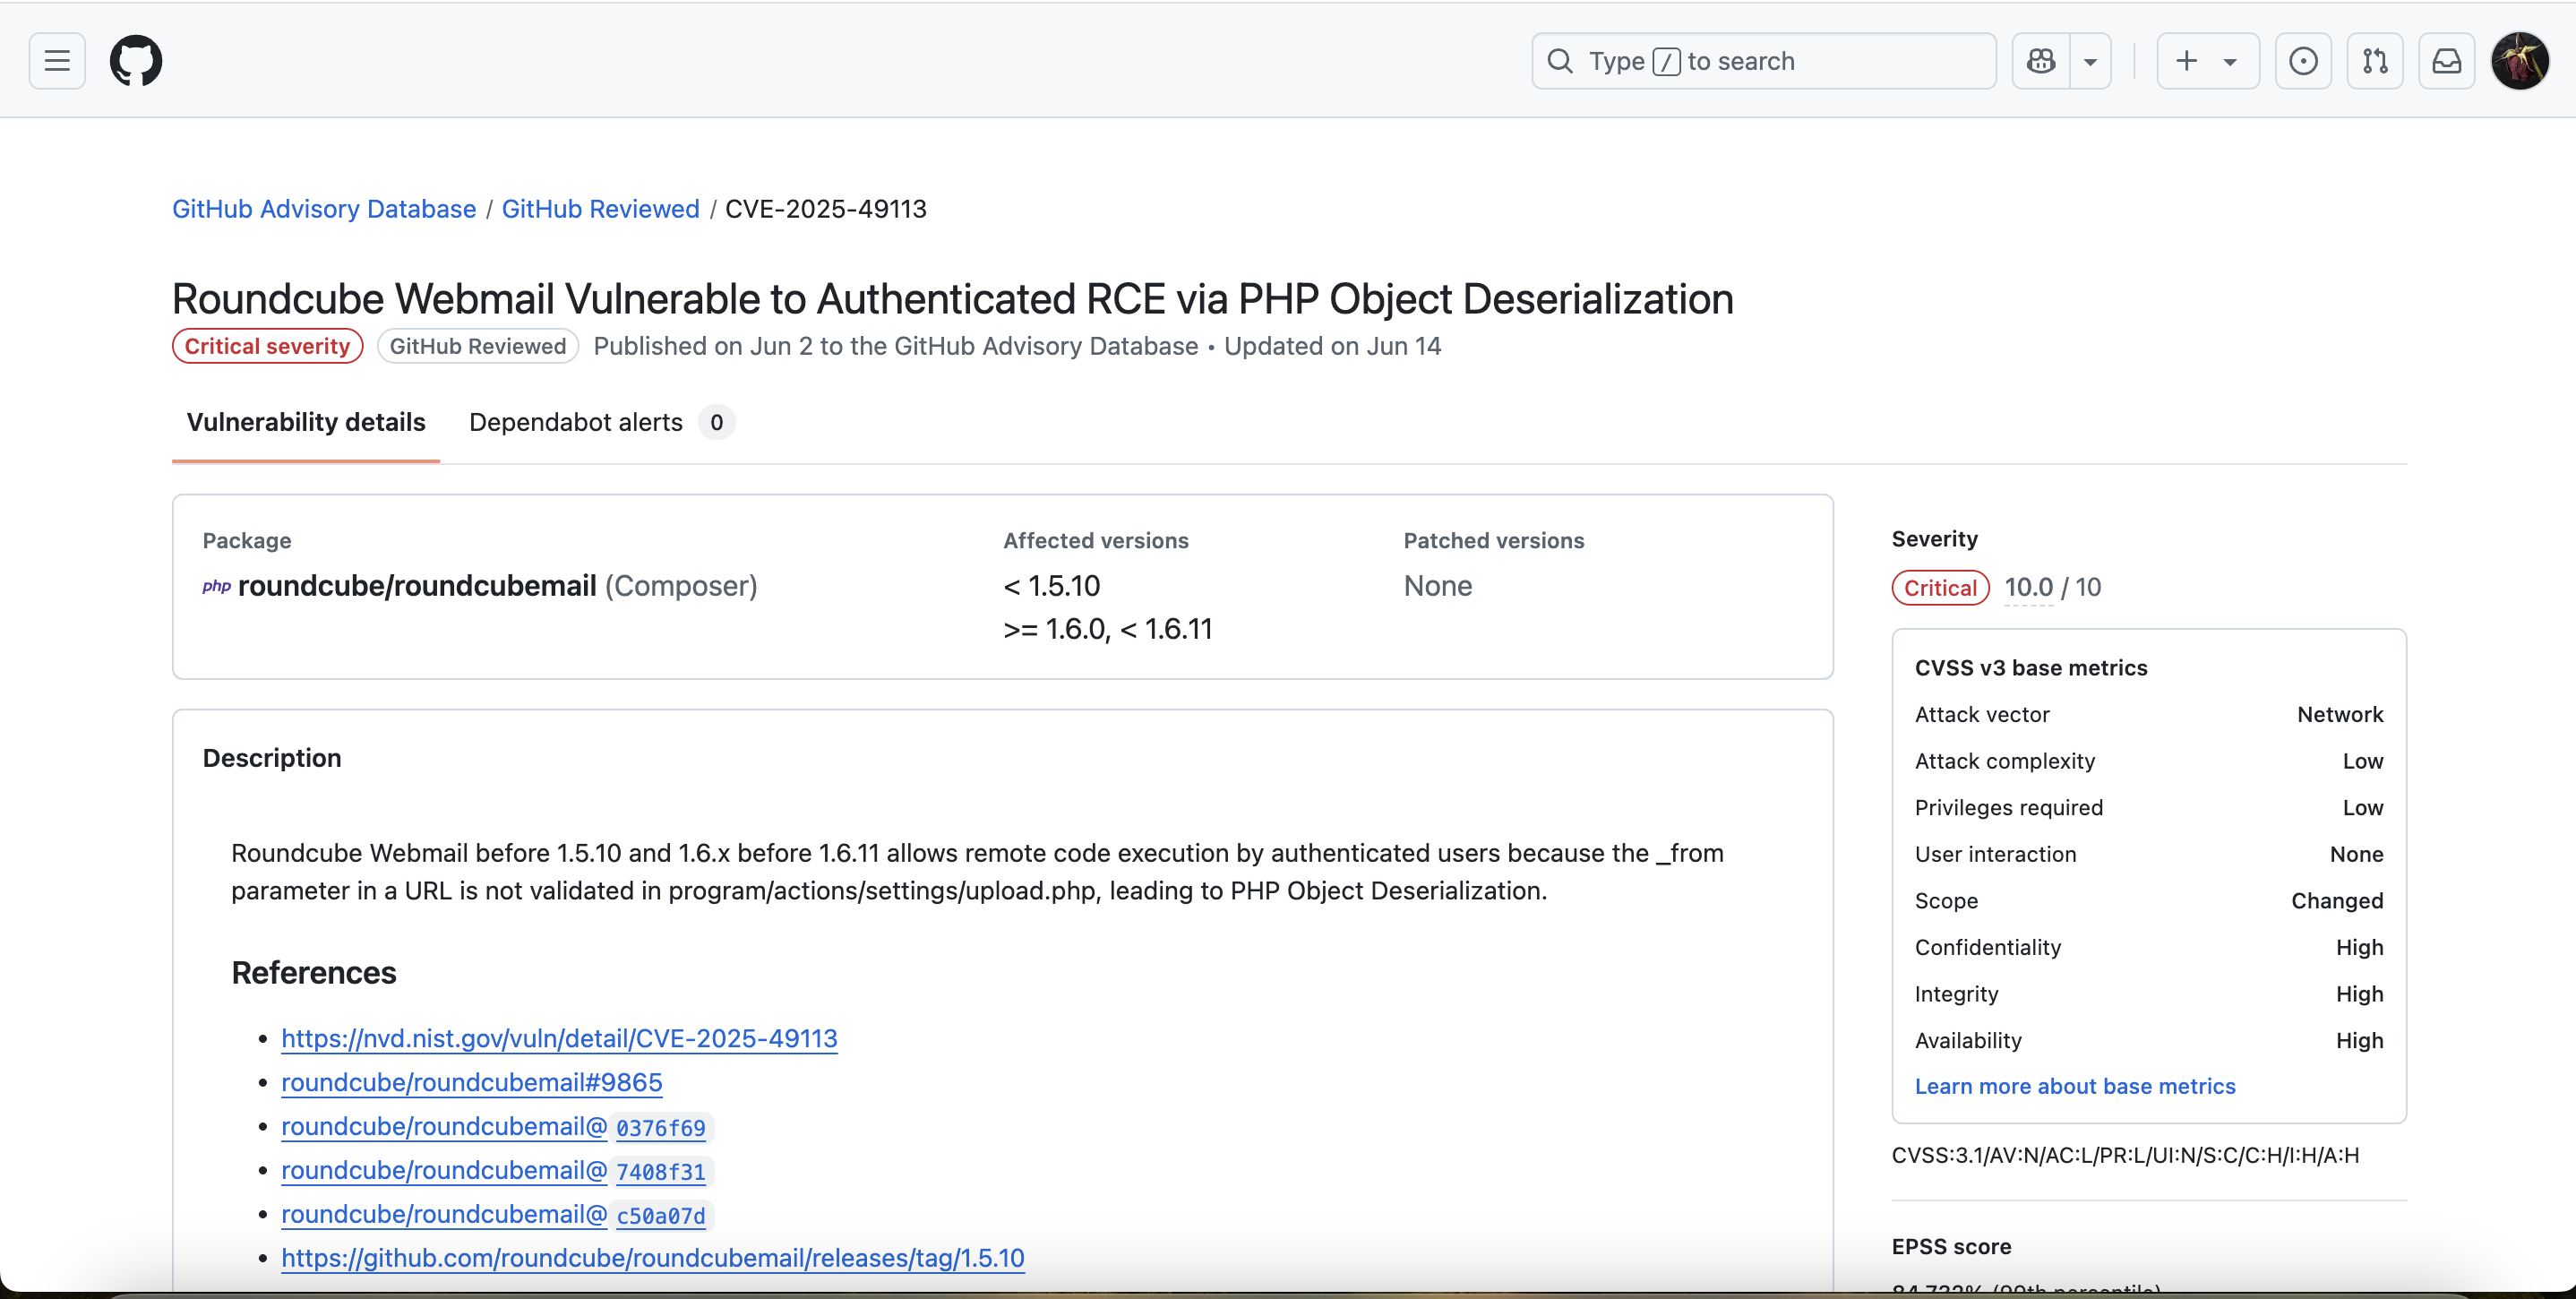 Type / to search
GitHub Advisory Database / GitHub Reviewed / CVE-2025-49113
Roundcube Webmail Vulnerable to Authenticated RCE via PHP Object Deserialization
Critical severity GitHub Reviewed Published on Jun 2 to the GitHub Advisory Database • Updated on Jun 14
Vulnerability details Dependabot alerts 0
Package Affected versions Patched versions
php roundcube/roundcubemail (Composer) < 1.5.10 None
>= 1.6.0, < 1.6.11
Description
Roundcube Webmail before 1.5.10 and 1.6.x before 1.6.11 allows remote code execution by authenticated users because the _from
parameter in a URL is not validated in program/actions/settings/upload.php, leading to PHP Object Deserialization.
References
• https://nvd.nist.gov/vuln/detail/CVE-2025-49113
• roundcube/roundcubemail#9865
• roundcube/roundcubemail@0376f69
• roundcube/roundcubemail@7408f31
• roundcube/roundcubemail@c50a07d
• https://github.com/roundcube/roundcubemail/releases/tag/1.5.10
Severity
Critical 10.0 / 10
CVSS v3 base metrics
Attack vector Network
Attack complexity Low
Privileges required Low
User interaction None
Scope Changed
Confidentiality High
Integrity High
Availability High
Learn more about base metrics
CVSS:3.1/AV:N/AC:L/PR:L/UI:N/S:C/C:H/I:H/A:H
EPSS score